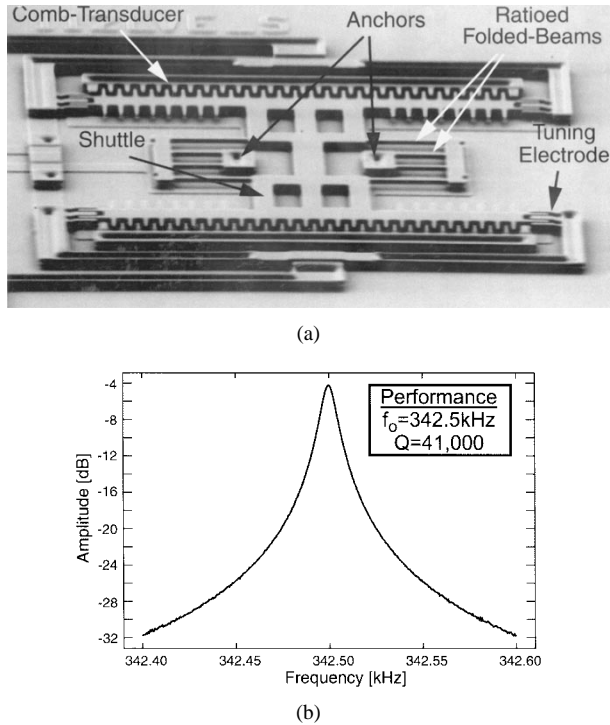 Comb-Transducer
Anchors
Ratioed
Folded-Beams
Shuttle
Tuning
Electrode
(a)
-4
-8
-12
-16
-20
-24
-28
-32
Amplitude [dB]
Performance
fo=342.5kHz
Q=41,000
342.40
342.45
342.50
342.55
342.60
Frequency [kHz]
(b)